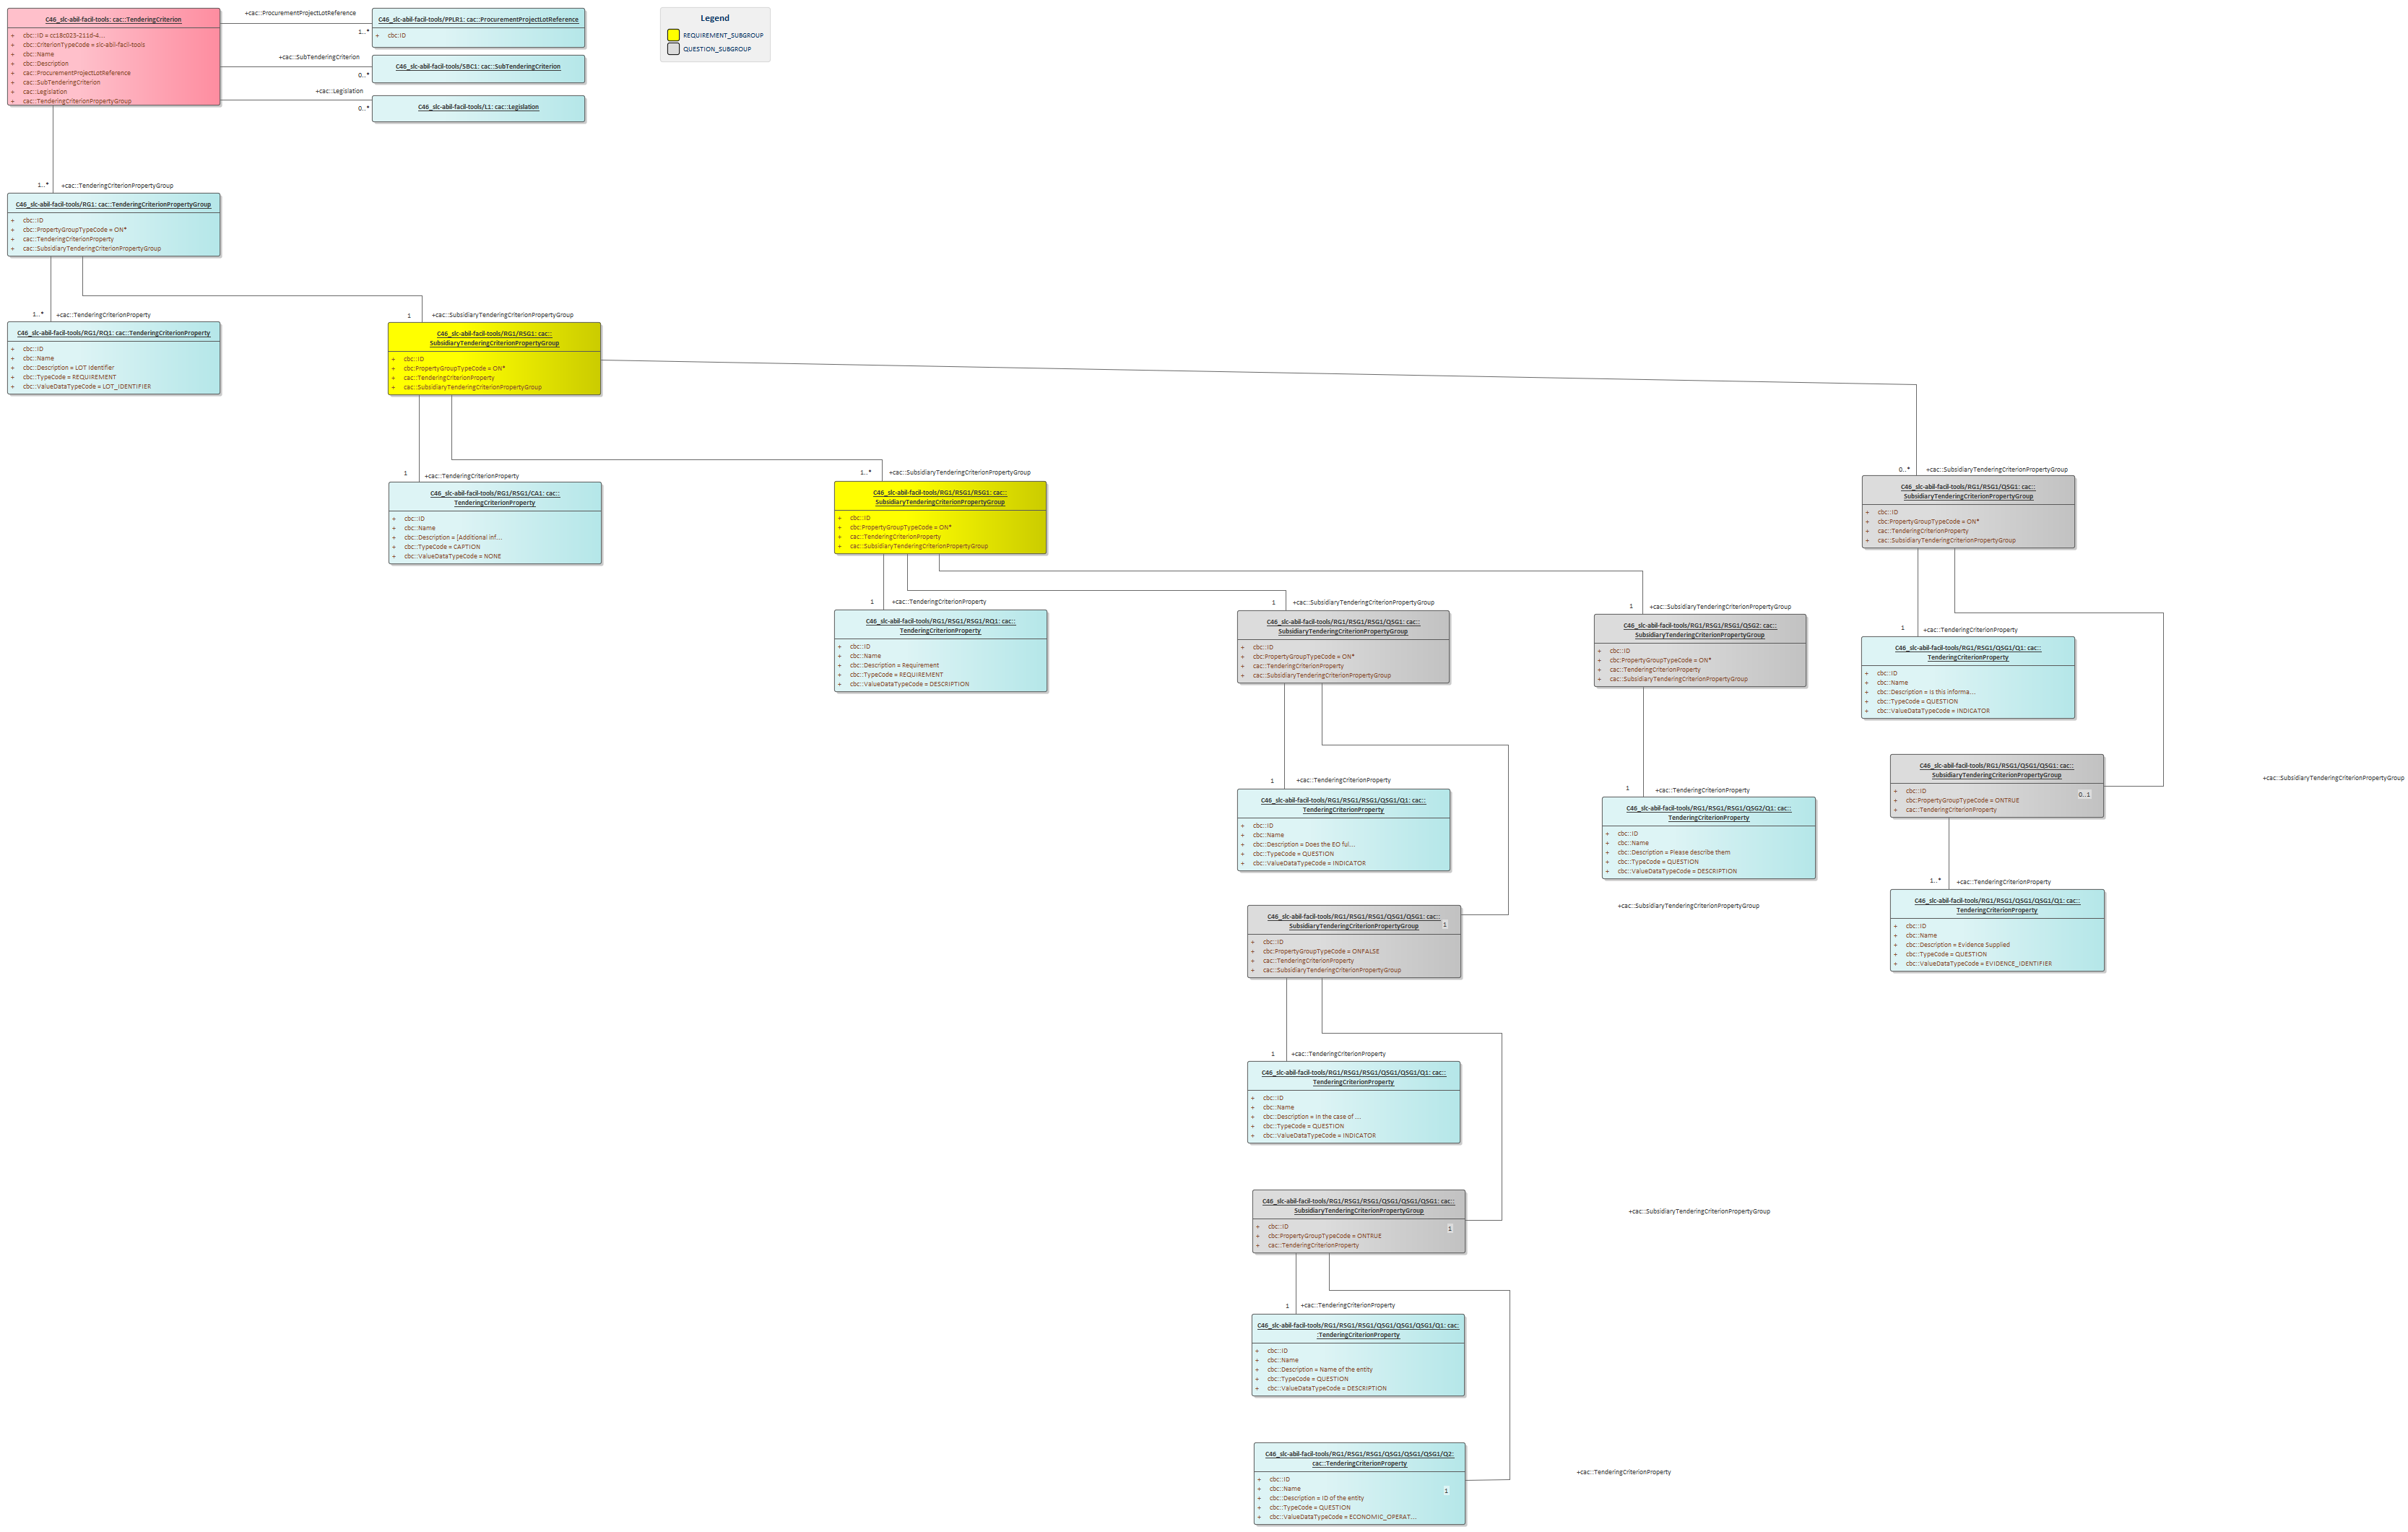 C46_slc-abil-facil-tools: cac::TenderingCriterion
+ cbc::ID = cc18c023-211d-4...
+ cbc::CriterionTypeCode = slc-abil-facil-tools
+ cbc::Name
+ cbc::Description
+ cac::ProcurementProjectLotReference
+ cac::SubTenderingCriterion
+ cac::Legislation
+ cac::TenderingCriterionPropertyGroup
+cac::ProcurementProjectLotReference
1..*
C46_slc-abil-facil-tools/PPLR1: cac::ProcurementProjectLotReference
+ cbc:ID
+cac::SubTenderingCriterion
0..*
C46_slc-abil-facil-tools/SBC1: cac::SubTenderingCriterion
+cac::Legislation
0..*
C46_slc-abil-facil-tools/L1: cac::Legislation
Legend
REQUIREMENT_SUBGROUP
QUESTION_SUBGROUP
1..* +cac::TenderingCriterionPropertyGroup
C46_slc-abil-facil-tools/RG1: cac::TenderingCriterionPropertyGroup
+ cbc::ID
+ cbc::PropertyGroupTypeCode = ON*
+ cac::TenderingCriterionProperty
+ cac::SubsidiaryTenderingCriterionPropertyGroup
1..* +cac::TenderingCriterionProperty
C46_slc-abil-facil-tools/RG1/RQ1: cac::TenderingCriterionProperty
+ cbc::ID
+ cbc::Name
+ cbc::Description = LOT Identifier
+ cbc::TypeCode = REQUIREMENT
+ cbc::ValueDataTypeCode = LOT_IDENTIFIER
1 +cac::SubsidiaryTenderingCriterionPropertyGroup
C46_slc-abil-facil-tools/RG1/RSG1: cac::
SubsidiaryTenderingCriterionPropertyGroup
+ cbc::ID
+ cbc:PropertyGroupTypeCode = ON*
+ cac::TenderingCriterionProperty
+ cac::SubsidiaryTenderingCriterionPropertyGroup
1 +cac::TenderingCriterionProperty
C46_slc-abil-facil-tools/RG1/RSG1/CA1: cac::
TenderingCriterionProperty
+ cbc::ID
+ cbc::Name
+ cbc::Description = [Additional inf...
+ cbc::TypeCode = CAPTION
+ cbc::ValueDataTypeCode = NONE
1..* +cac::SubsidiaryTenderingCriterionPropertyGroup
C46_slc-abil-facil-tools/RG1/RSG1/RSG1: cac::
SubsidiaryTenderingCriterionPropertyGroup
+ cbc::ID
+ cbc:PropertyGroupTypeCode = ON*
+ cac::TenderingCriterionProperty
+ cac::SubsidiaryTenderingCriterionPropertyGroup
0..* +cac::SubsidiaryTenderingCriterionPropertyGroup
C46_slc-abil-facil-tools/RG1/RSG1/QSG1: cac::
SubsidiaryTenderingCriterionPropertyGroup
+ cbc::ID
+ cbc:PropertyGroupTypeCode = ON*
+ cac::TenderingCriterionProperty
+ cac::SubsidiaryTenderingCriterionPropertyGroup
1 +cac::TenderingCriterionProperty
C46_slc-abil-facil-tools/RG1/RSG1/RSG1/RQ1: cac::
TenderingCriterionProperty
+ cbc::ID
+ cbc::Name
+ cbc::Description = Requirement
+ cbc::TypeCode = REQUIREMENT
+ cbc::ValueDataTypeCode = DESCRIPTION
1 +cac::SubsidiaryTenderingCriterionPropertyGroup
C46_slc-abil-facil-tools/RG1/RSG1/RSG1/QSG1: cac::
SubsidiaryTenderingCriterionPropertyGroup
+ cbc::ID
+ cbc:PropertyGroupTypeCode = ON*
+ cac::TenderingCriterionProperty
+ cac::SubsidiaryTenderingCriterionPropertyGroup
1 +cac::SubsidiaryTenderingCriterionPropertyGroup
C46_slc-abil-facil-tools/RG1/RSG1/RSG1/QSG2: cac::
SubsidiaryTenderingCriterionPropertyGroup
+ cbc::ID
+ cbc:PropertyGroupTypeCode = ON*
+ cac::TenderingCriterionProperty
+ cac::SubsidiaryTenderingCriterionPropertyGroup
1 +cac::TenderingCriterionProperty
C46_slc-abil-facil-tools/RG1/RSG1/QSG1/Q1: cac::
TenderingCriterionProperty
+ cbc::ID
+ cbc::Name
+ cbc::Description = Is this informa...
+ cbc::TypeCode = QUESTION
+ cbc::ValueDataTypeCode = INDICATOR
C46_slc-abil-facil-tools/RG1/RSG1/QSG1/QSG1: cac::
SubsidiaryTenderingCriterionPropertyGroup
+ cbc::ID
+ cbc:PropertyGroupTypeCode = ONTRUE
+ cac::TenderingCriterionProperty
0..1
+cac::SubsidiaryTenderingCriterionPropertyGroup
1 +cac::TenderingCriterionProperty
C46_slc-abil-facil-tools/RG1/RSG1/RSG1/QSG1/Q1: cac::
TenderingCriterionProperty
+ cbc::ID
+ cbc::Name
+ cbc::Description = Does the EO ful...
+ cbc::TypeCode = QUESTION
+ cbc::ValueDataTypeCode = INDICATOR
1 +cac::TenderingCriterionProperty
C46_slc-abil-facil-tools/RG1/RSG1/RSG1/QSG2/Q1: cac::
TenderingCriterionProperty
+ cbc::ID
+ cbc::Name
+ cbc::Description = Please describe them
+ cbc::TypeCode = QUESTION
+ cbc::ValueDataTypeCode = DESCRIPTION
1..* +cac::TenderingCriterionProperty
C46_slc-abil-facil-tools/RG1/RSG1/QSG1/QSG1/Q1: cac::
TenderingCriterionProperty
+ cbc::ID
+ cbc::Name
+ cbc::Description = Evidence Supplied
+ cbc::TypeCode = QUESTION
+ cbc::ValueDataTypeCode = EVIDENCE_IDENTIFIER
+cac::SubsidiaryTenderingCriterionPropertyGroup
C46_slc-abil-facil-tools/RG1/RSG1/RSG1/QSG1/QSG1: cac::
SubsidiaryTenderingCriterionPropertyGroup
1
+ cbc::ID
+ cbc:PropertyGroupTypeCode = ONFALSE
+ cac::TenderingCriterionProperty
+ cac::SubsidiaryTenderingCriterionPropertyGroup
1 +cac::TenderingCriterionProperty
C46_slc-abil-facil-tools/RG1/RSG1/RSG1/QSG1/QSG1/Q1: cac::
TenderingCriterionProperty
+ cbc::ID
+ cbc::Name
+ cbc::Description = In the case of ...
+ cbc::TypeCode = QUESTION
+ cbc::ValueDataTypeCode = INDICATOR
C46_slc-abil-facil-tools/RG1/RSG1/RSG1/QSG1/QSG1/QSG1: cac::
SubsidiaryTenderingCriterionPropertyGroup
+cac::SubsidiaryTenderingCriterionPropertyGroup
+ cbc::ID
1
+ cbc:PropertyGroupTypeCode = ONTRUE
+ cac::TenderingCriterionProperty
1 +cac::TenderingCriterionProperty
C46_slc-abil-facil-tools/RG1/RSG1/RSG1/QSG1/QSG1/QSG1/Q1: cac:
:TenderingCriterionProperty
+ cbc::ID
+ cbc::Name
+ cbc::Description = Name of the entity
+ cbc::TypeCode = QUESTION
+ cbc::ValueDataTypeCode = DESCRIPTION
C46_slc-abil-facil-tools/RG1/RSG1/RSG1/QSG1/QSG1/QSG1/Q2:
cac::TenderingCriterionProperty
+cac::TenderingCriterionProperty
+ cbc::ID
+ cbc::Name
1
+ cbc::Description = ID of the entity
+ cbc::TypeCode = QUESTION
+ cbc::ValueDataTypeCode = ECONOMIC_OPERAT...